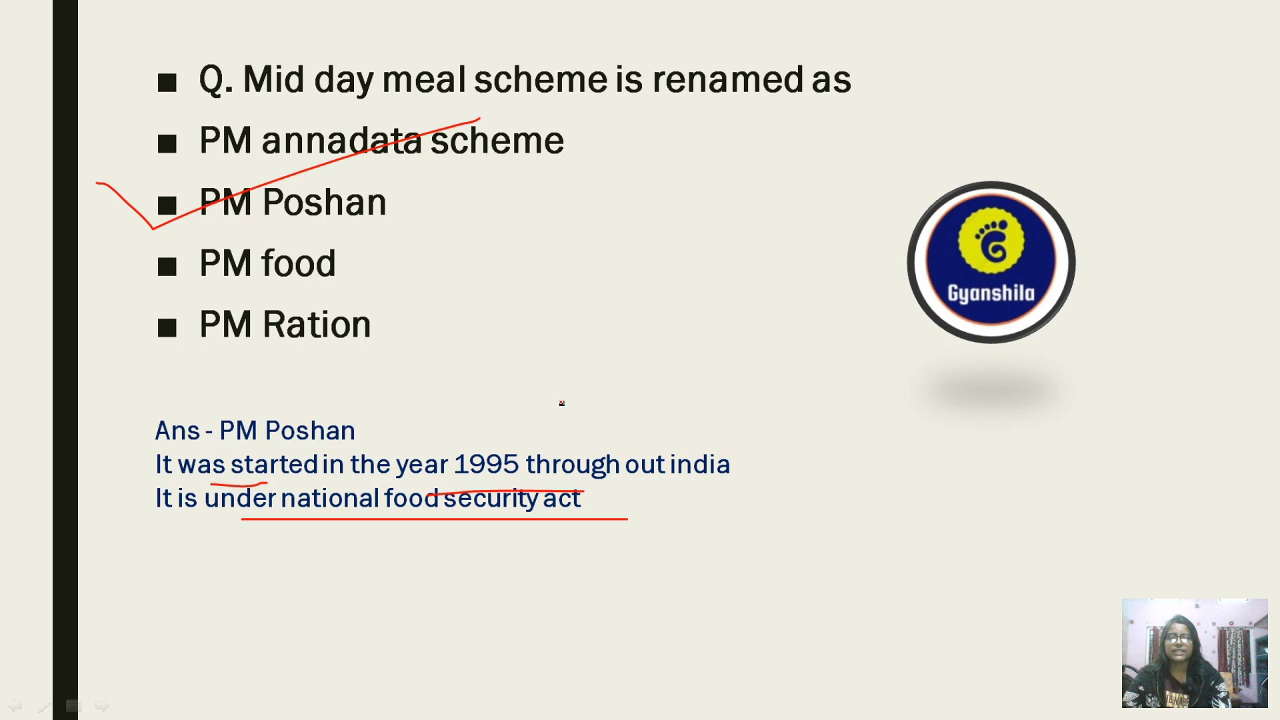 Q. Mid day meal scheme is renamed as
PM annadata scheme
PM Poshan
PM food
PM Ration
Gyanshila
Ans - PM Poshan
It was started in the year 1995 through out india
It is under national food security act